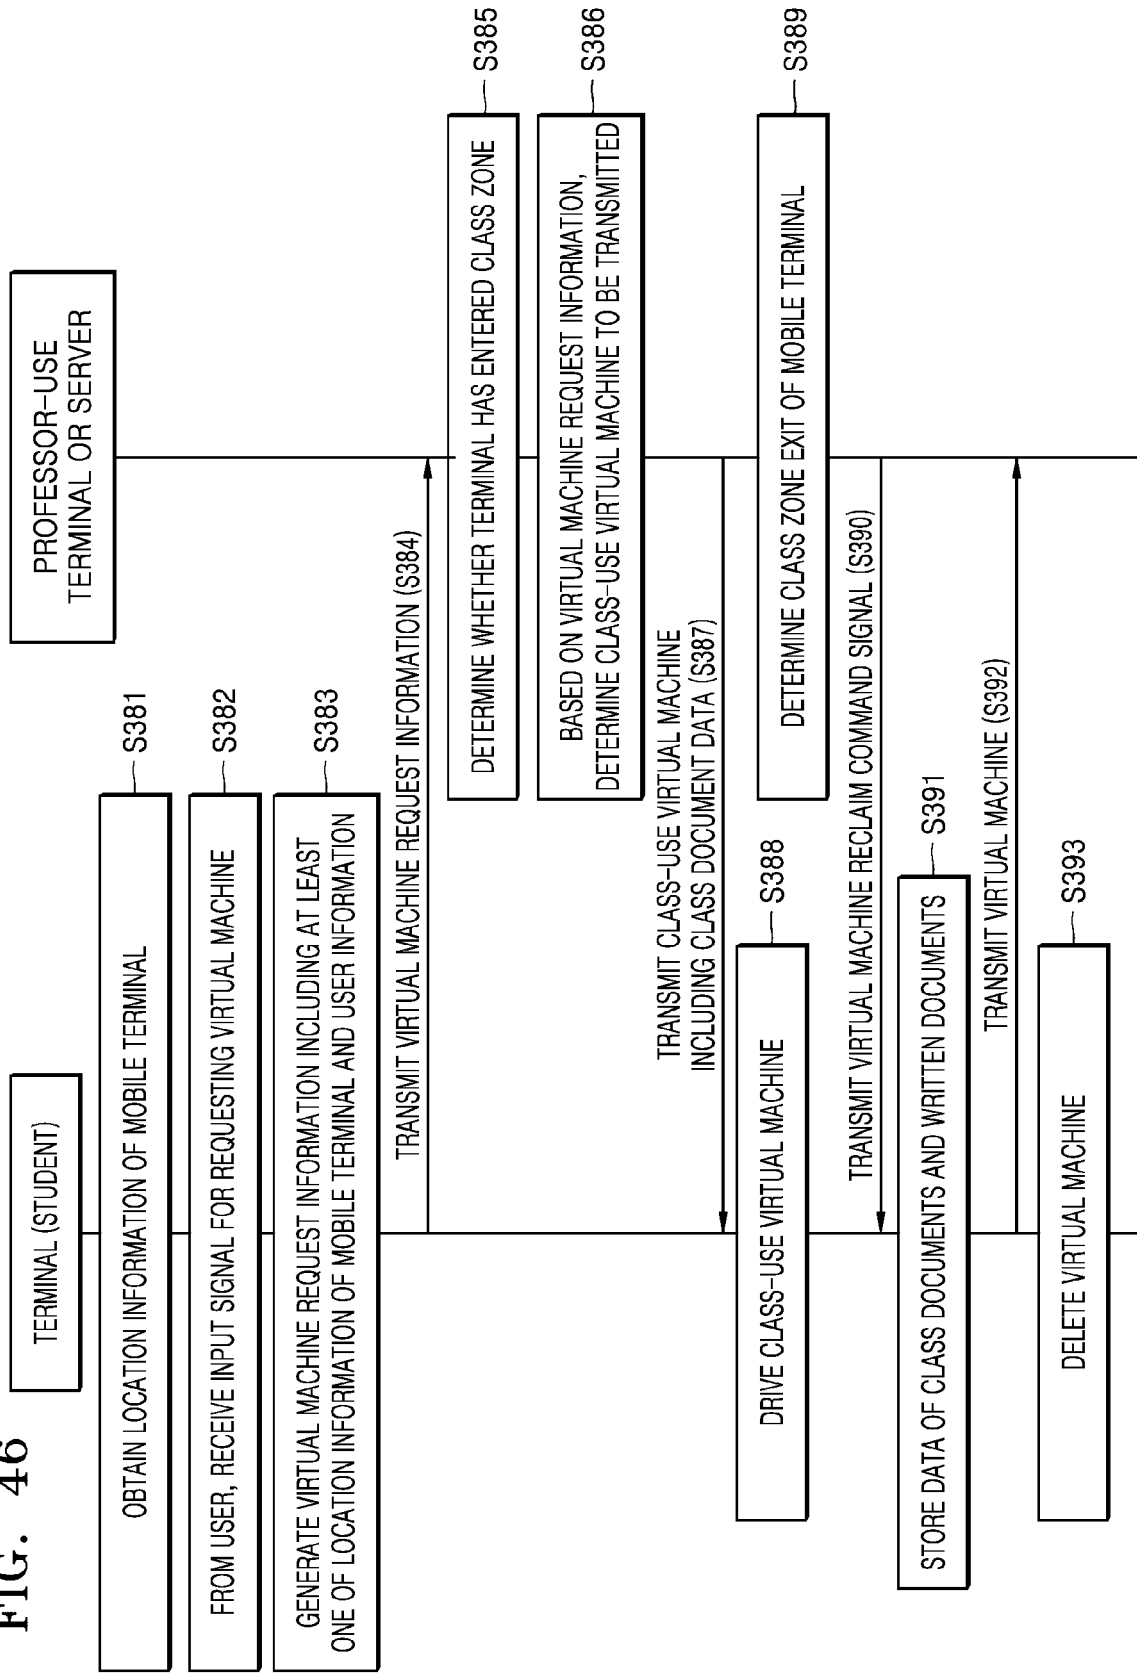 FIG. 46
TERMINAL (STUDENT)
PROFESSOR-USE
TERMINAL OR SERVER
OBTAIN LOCATION INFORMATION OF MOBILE TERMINAL
S381
FROM USER, RECEIVE INPUT SIGNAL FOR REQUESTING VIRTUAL MACHINE
S382
GENERATE VIRTUAL MACHINE REQUEST INFORMATION INCLUDING AT LEAST
ONE OF LOCATION INFORMATION OF MOBILE TERMINAL AND USER INFORMATION
S383
TRANSMIT VIRTUAL MACHINE REQUEST INFORMATION (S384)
DETERMINE WHETHER TERMINAL HAS ENTERED CLASS ZONE
S385
BASED ON VIRTUAL MACHINE REQUEST INFORMATION,
DETERMINE CLASS-USE VIRTUAL MACHINE TO BE TRANSMITTED
S386
TRANSMIT CLASS-USE VIRTUAL MACHINE
INCLUDING CLASS DOCUMENT DATA (S387)
DRIVE CLASS-USE VIRTUAL MACHINE
S388
DETERMINE CLASS ZONE EXIT OF MOBILE TERMINAL
S389
TRANSMIT VIRTUAL MACHINE RECLAIM COMMAND SIGNAL (S390)
STORE DATA OF CLASS DOCUMENTS AND WRITTEN DOCUMENTS
S391
TRANSMIT VIRTUAL MACHINE (S392)
DELETE VIRTUAL MACHINE
S393